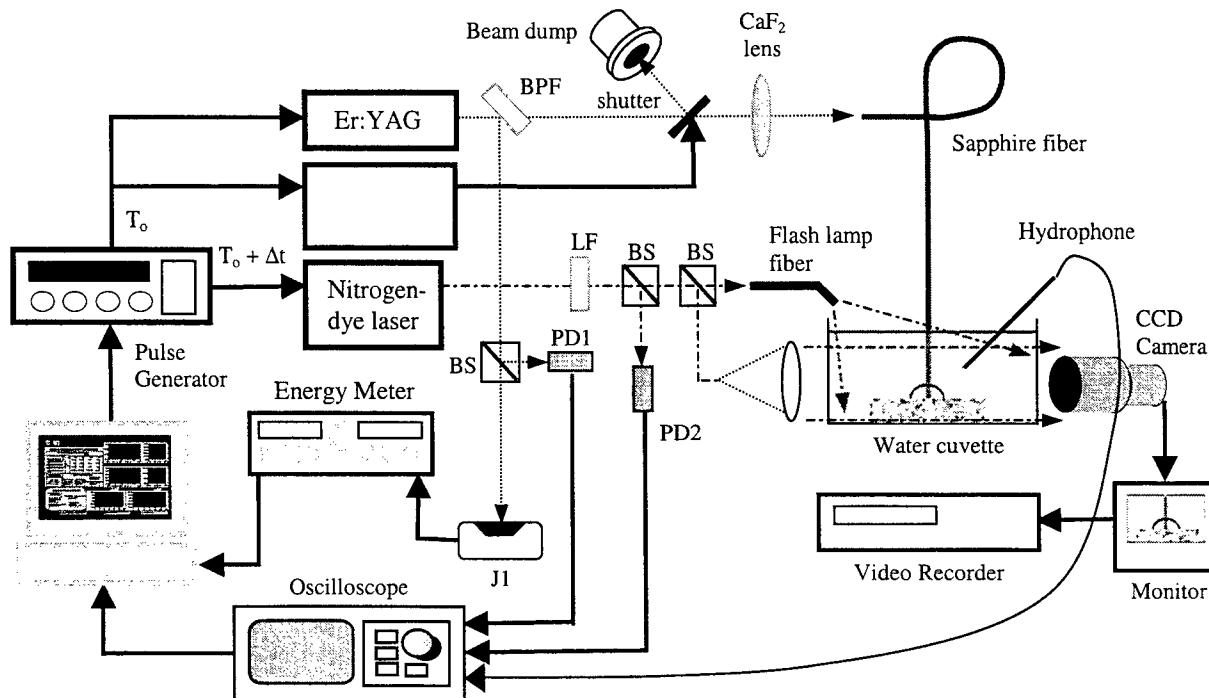 Beam dump
CaF₂
lens
BPF
shutter
Er:YAG
Sapphire fiber
Tₒ
Tₒ + Δt
LF
BS
BS
Flash lamp
fiber
Hydrophone
Nitrogen-
dye laser
CCD
Camera
Pulse
Generator
BS
PD1
Energy Meter
PD2
Water cuvette
J1
Video Recorder
Monitor
Oscilloscope